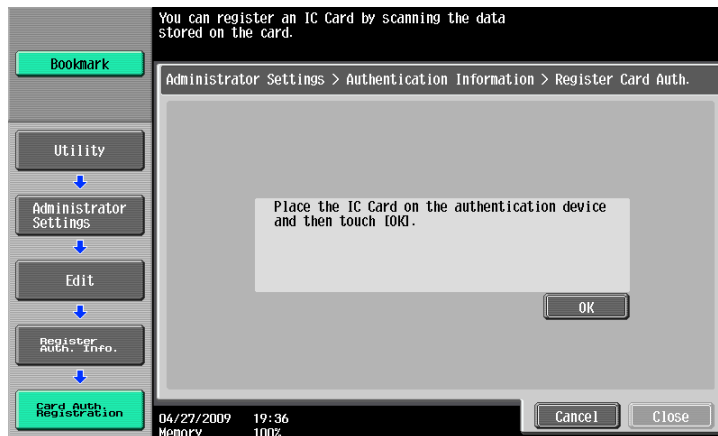 You can register an IC Card by scanning the data
stored on the card.
Bookmark
Administrator Settings > Authentication Information > Register Card Auth.
Utility
Administrator
Settings
Edit
Register
Auth. Info.
Card Auth.
Registration
Place the IC Card on the authentication device
and then touch [OK].
OK
04/27/2009 19:36
Memory 100%
Cancel
Close